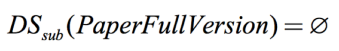 DS_sub(PaperFullVersion) = ∅